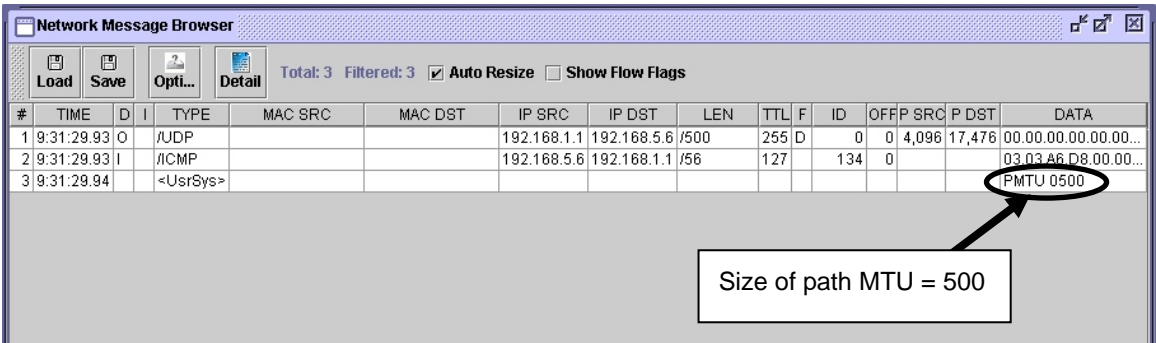 Network Message Browser
Load Save Opti... Detail Total: 3 Filtered: 3 Auto Resize Show Flow Flags
# TIME D I TYPE MAC SRC MAC DST IP SRC IP DST LEN TTL F ID OFF P SRC P DST DATA
1 9:31:29.93 O /UDP 192.168.1.1 192.168.5.6 /500 255 D 0 0 4,096 17,476 00.00.00.00.00.00...
2 9:31:29.93 I /ICMP 192.168.5.6 192.168.1.1 /56 127 134 0 03.03.A6.D8.00.00...
3 9:31:29.94 <UsrSys> PMTU 0500
Size of path MTU = 500